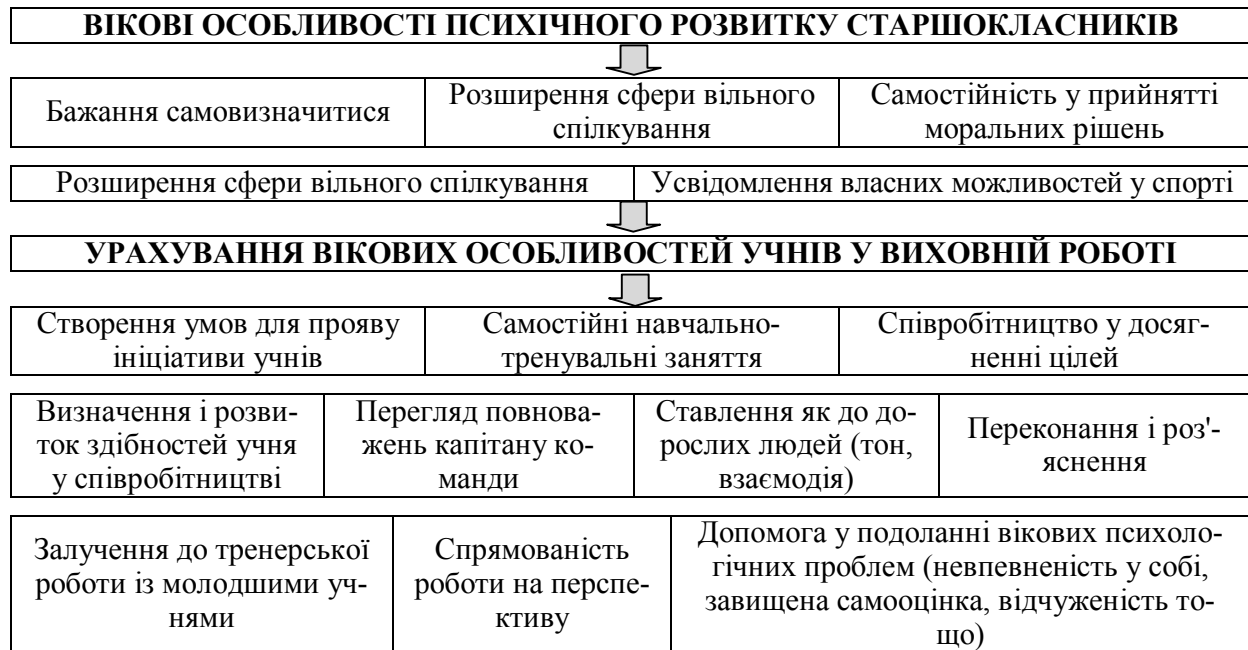 ВІКОВІ ОСОБЛИВОСТІ ПСИХІЧНОГО РОЗВИТКУ СТАРШОКЛАСНИКІВ
Бажання самовизначитися
Розширення сфери вільного
спілкування
Самостійність у прийнятті
моральних рішень
Розширення сфери вільного спілкування
Усвідомлення власних можливостей у спорті
УРАХУВАННЯ ВІКОВИХ ОСОБЛИВОСТЕЙ УЧНІВ У ВИХОВНІЙ РОБОТІ
Створення умов для прояву
ініціативи учнів
Самостійні навчально-
тренувальні заняття
Співробітництво у досяг-
ненні цілей
Визначення і розви-
ток здібностей учня
у співробітництві
Перегляд повнова-
жень капітану ко-
манди
Ставлення як до до-
рослих людей (тон,
взаємодія)
Переконання і роз'-
яснення
Залучення до тренерської
роботи із молодшими уч-
нями
Спрямованість
роботи на перспе-
ктиву
Допомога у подоланні вікових психоло-
гічних проблем (невпевненість у собі,
завищена самооцінка, відчуженість то-
що)